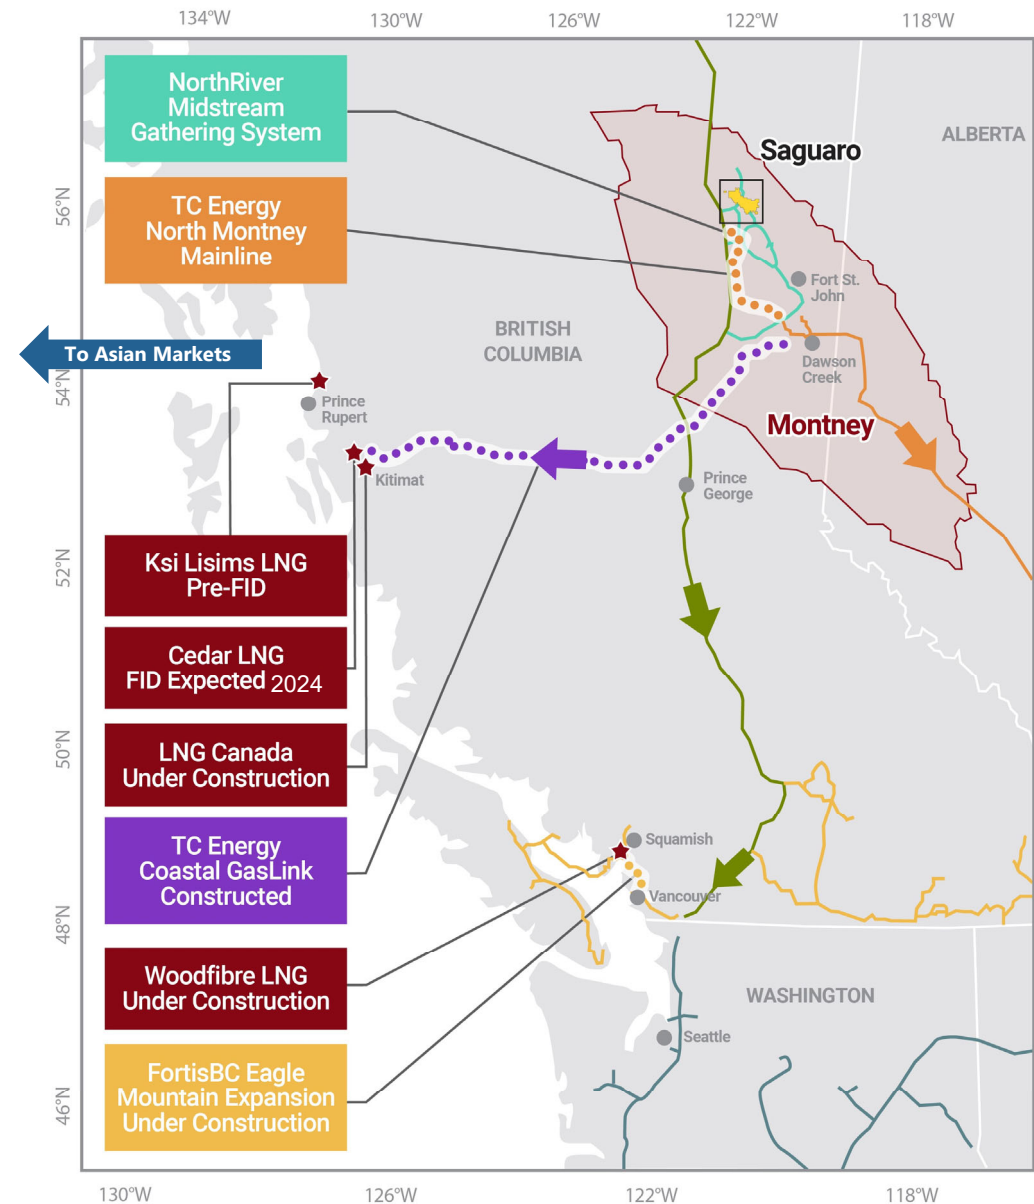 134°W
130°W
126°W
122°W
118°W
NorthRiver
Midstream
Gathering System
Saguaro
ALBERTA
TC Energy
North Montney
Mainline
56°N
Fort St.
John
BRITISH
COLUMBIA
To Asian Markets
Dawson
Creek
54°N
Prince
Rupert
Montney
Kitimat
Prince
George
Ksi Lisims LNG
Pre-FID
52°N
Cedar LNG
FID Expected 2024
LNG Canada
Under Construction
50°N
TC Energy
Coastal GasLink
Constructed
Squamish
Vancouver
48°N
Woodfibre LNG
Under Construction
WASHINGTON
Seattle
FortisBC Eagle
Mountain Expansion
Under Construction
46°N
130°W
126°W
122°W
118°W